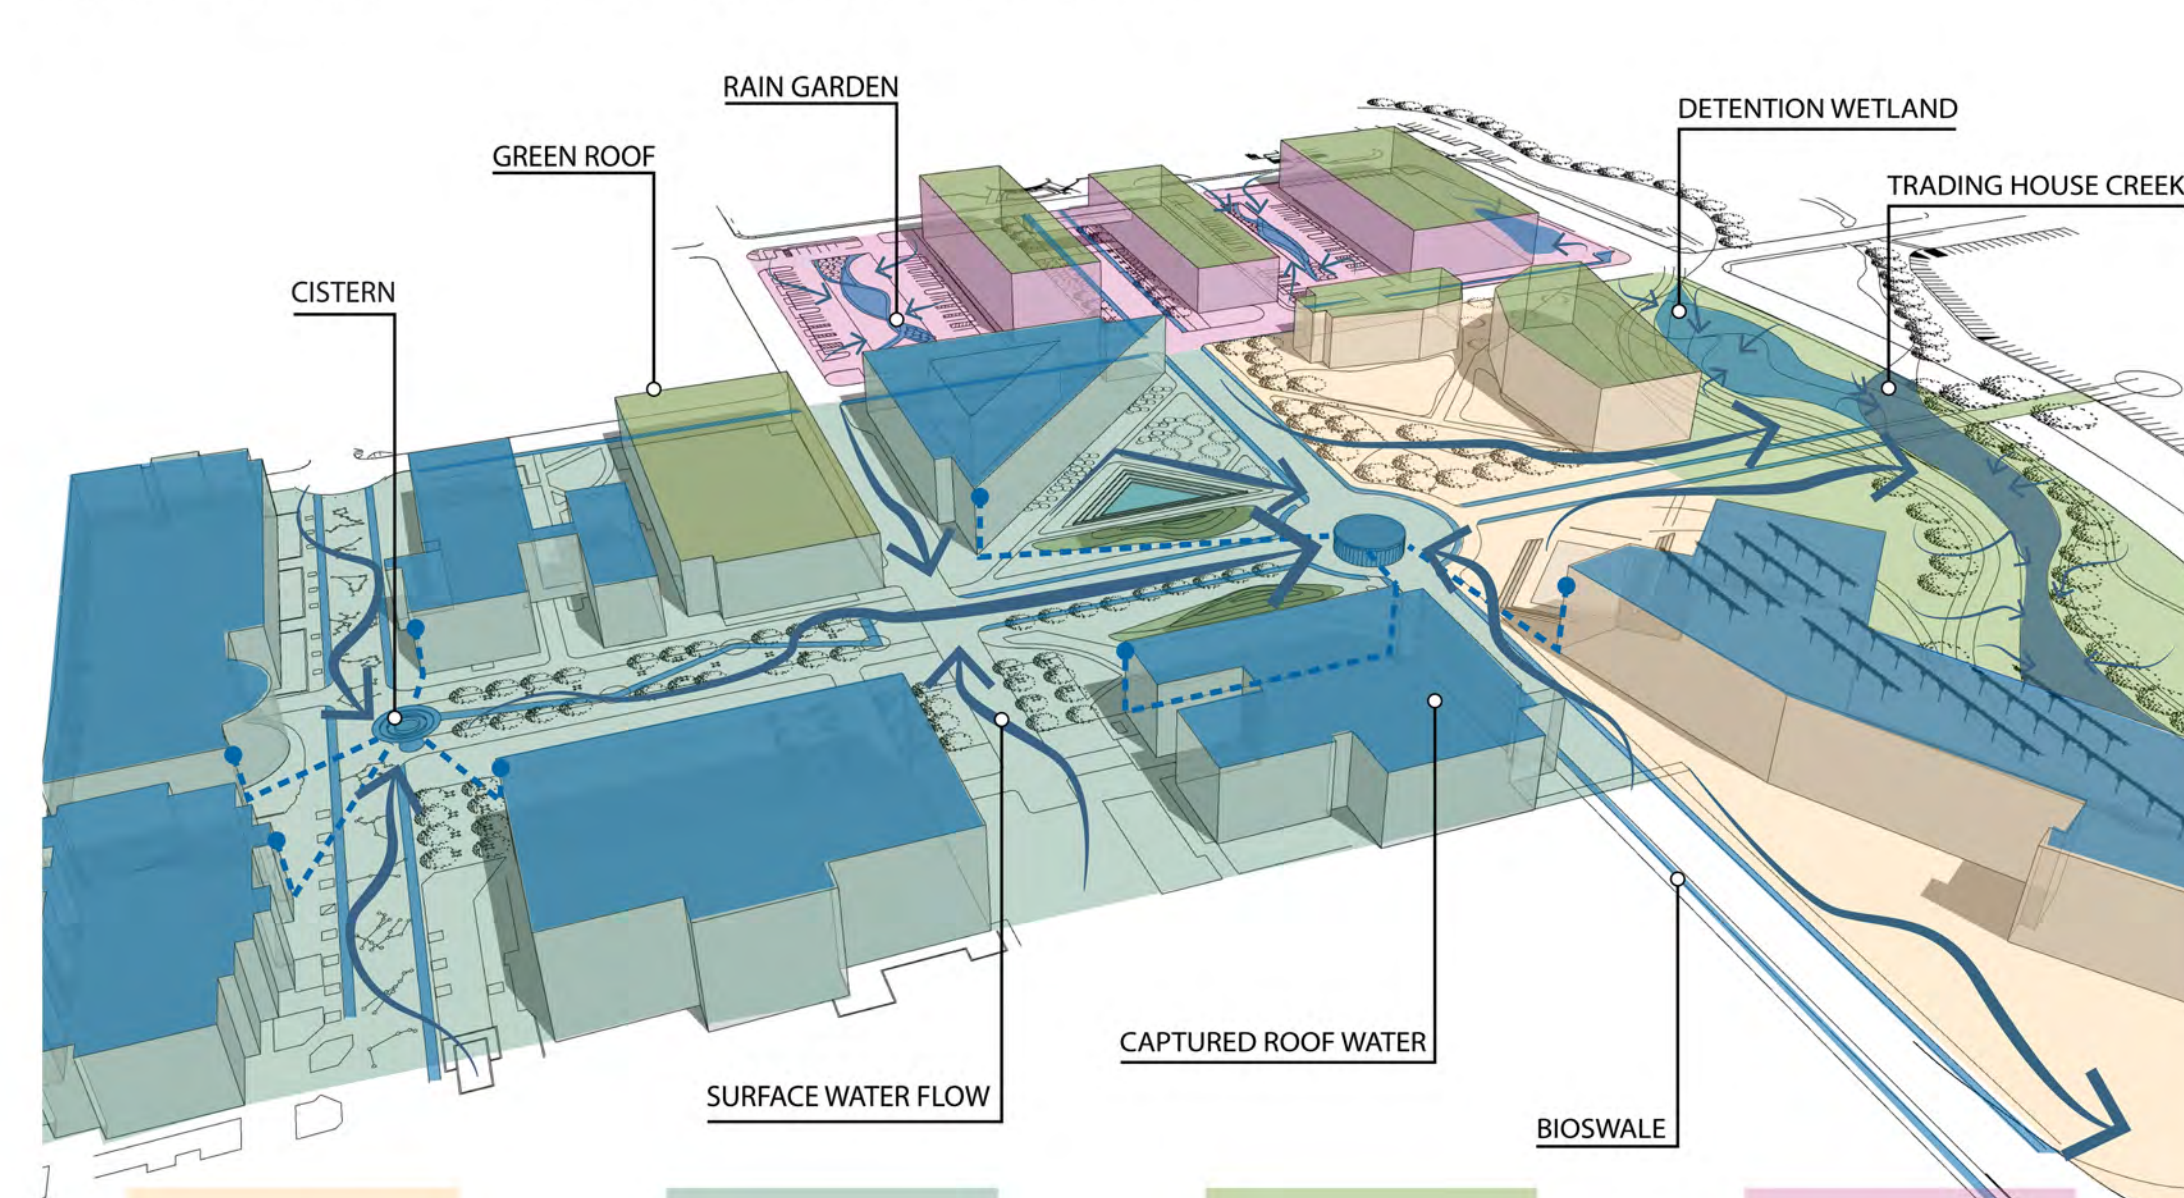 RAIN GARDEN
DETENTION WETLAND
GREEN ROOF
TRADING HOUSE CREEK
CISTERN
CAPTURED ROOF WATER
SURFACE WATER FLOW
BIOSWALE